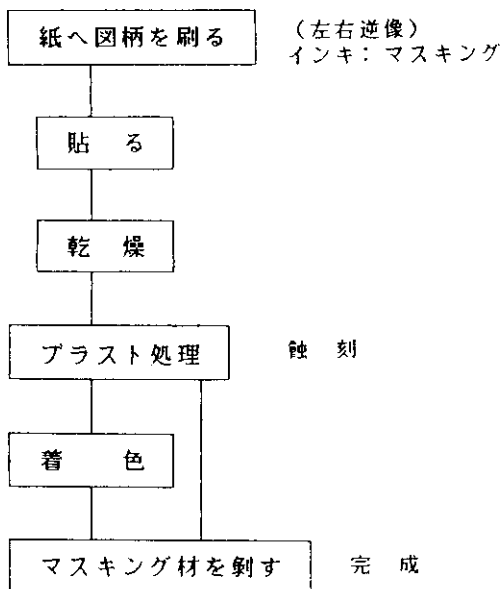 紙へ図柄を刷る
(左右逆像)
インキ:マスキング
貼る
乾燥
ブラスト処理
蝕刻
着色
マスキング材を剝す
完成